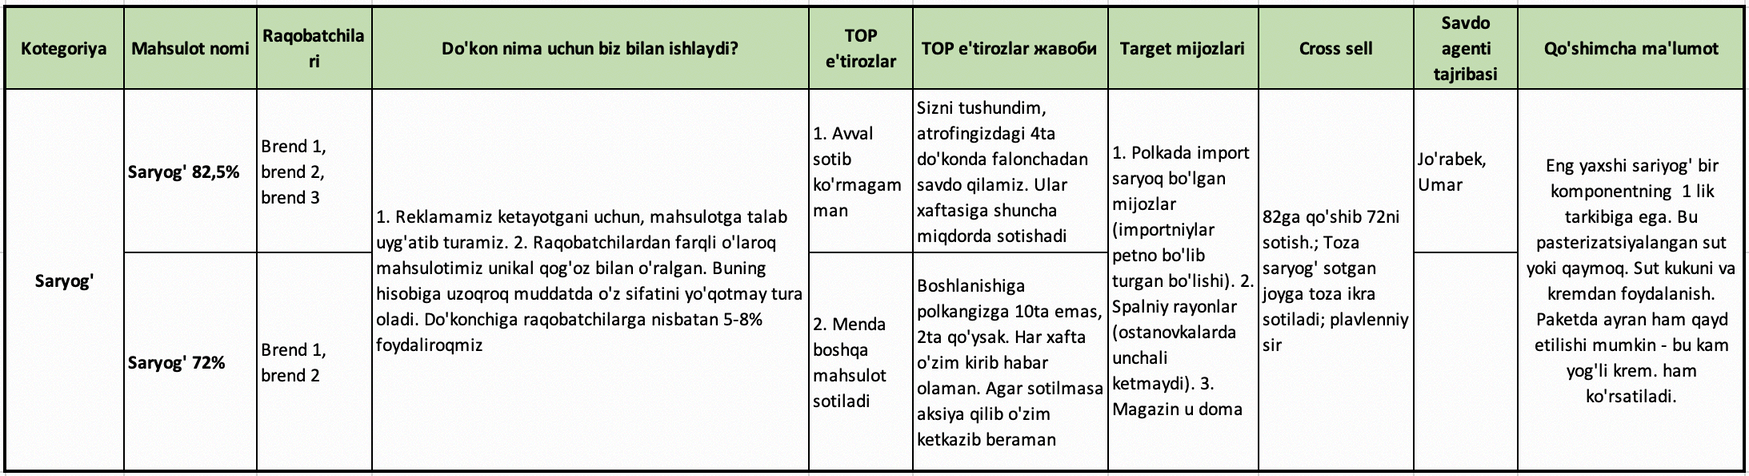 Kotegoriya
Mahsulot nomi
Raqobatchila
ri
Do'kon nima uchun biz bilan ishlaydi?
TOP
e'tirozlar
TOP e'tirozlar жавоби
Target mijozlari
Cross sell
Savdo
agenti
tajribasi
Qo'shimcha ma'lumot
Saryog'
Saryog' 82,5%
Brend 1,
brend 2,
brend 3
1. Reklamamiz ketayotgani uchun, mahsulotga talab
uyg'atib turamiz. 2. Raqobatchilardan farqli o'laroq
mahsulotimiz unikal qog'oz bilan o'ralgan. Buning
hisobiga uzoqroq muddatda o'z sifatini yo'qotmay tura
oladi. Do'konchiga raqobatchilarga nisbatan 5-8%
foydaliroqmiz
1. Avval
sotib
ko'rmagam
man
Sizni tushundim,
atrofingizdagi 4ta
do'konda falonchadan
savdo qilamiz. Ular
xaftasiga shuncha
miqdorda sotishadi
1. Polkada import
saryoq bo'lgan
mijozlar
(importniylar
petno bo'lib
turgan bo'lishi). 2.
Spalniy rayonlar
(ostanovkalarda
unchali
ketmaydi). 3.
Magazin u doma
82ga qo'shib 72ni
sotish.; Toza
saryog' sotgan
joyga toza ikra
sotiladi; plavlenniy
sir
Jo'rabek,
Umar
Eng yaxshi sariyog' bir
komponentning 1 lik
tarkibiga ega. Bu
pasterizatsiyalangan sut
yoki qaymoq. Sut kukuni va
kremdan foydalanish.
Paketda ayran ham qayd
etilishi mumkin - bu kam
yog'li krem. ham
ko'rsatiladi.
Saryog' 72%
Brend 1,
brend 2
2. Menda
boshqa
mahsulot
sotiladi
Boshlanishiga
polkangizga 10ta emas,
2ta qo'ysak. Har xafta
o'zim kirib habar
olaman. Agar sotilmasa
aksiya qilib o'zim
ketkazib beraman